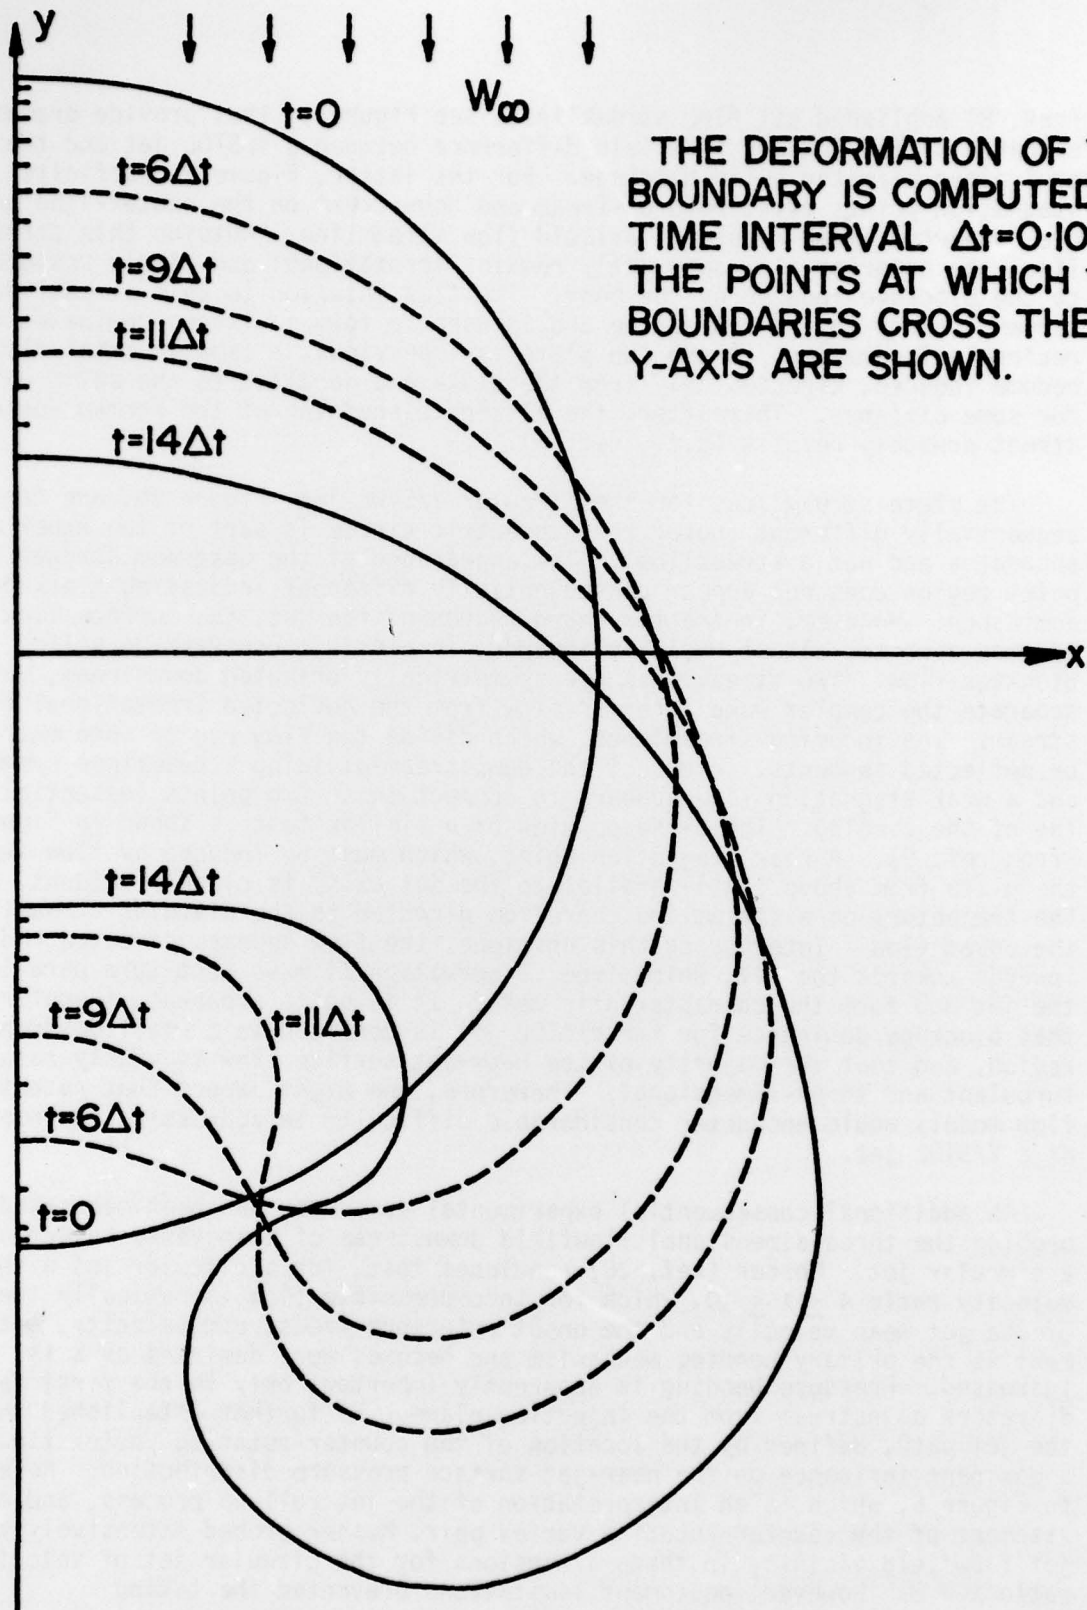 y
W∞
t=0
THE DEFORMATION OF
BOUNDARY IS COMPUTED
TIME INTERVAL Δt=0·10
THE POINTS AT WHICH
BOUNDARIES CROSS THE
Y-AXIS ARE SHOWN.
t=6Δt
t=9Δt
t=11Δt
t=14Δt
x
t=14Δt
t=9Δt
t=11Δt
t=6Δt
t=0